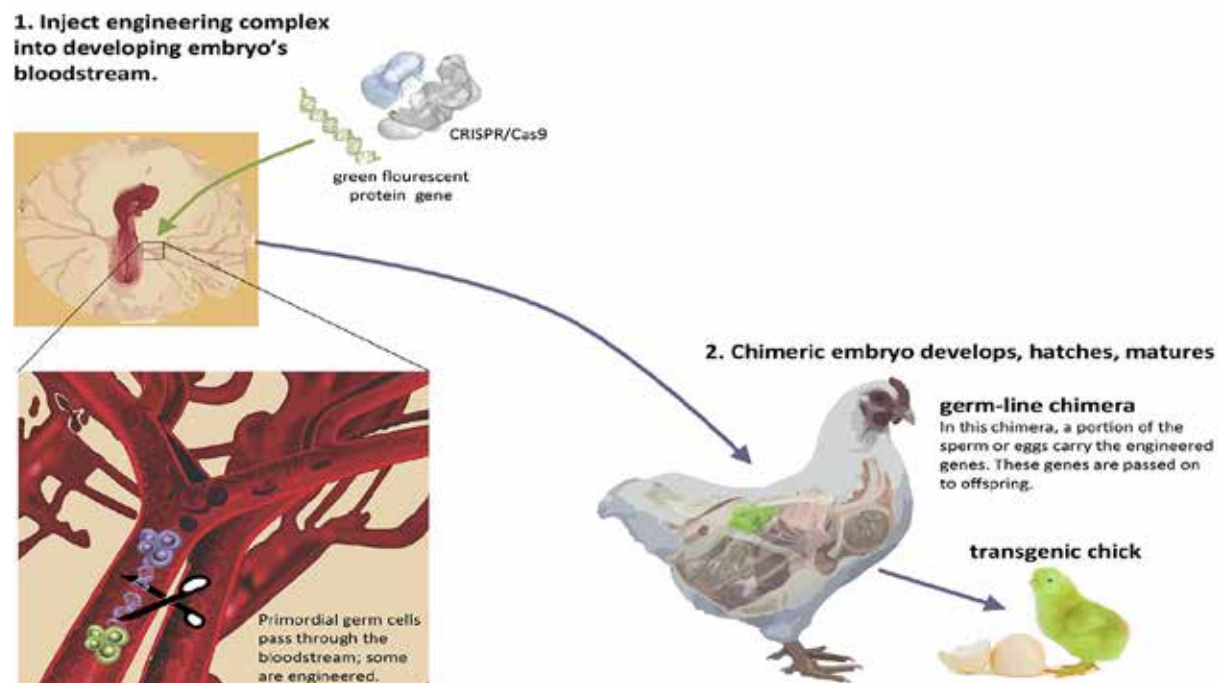 1. Inject engineering complex
into developing embryo's
bloodstream.
CRISPR/Cas9
green flourescent
protein gene
2. Chimeric embryo develops, hatches, matures
germ-line chimera
In this chimera, a portion of the
sperm or eggs carry the engineered
genes. These genes are passed on
to offspring.
transgenic chick
Primordial germ cells
pass through the
bloodstream; some
are engineered.